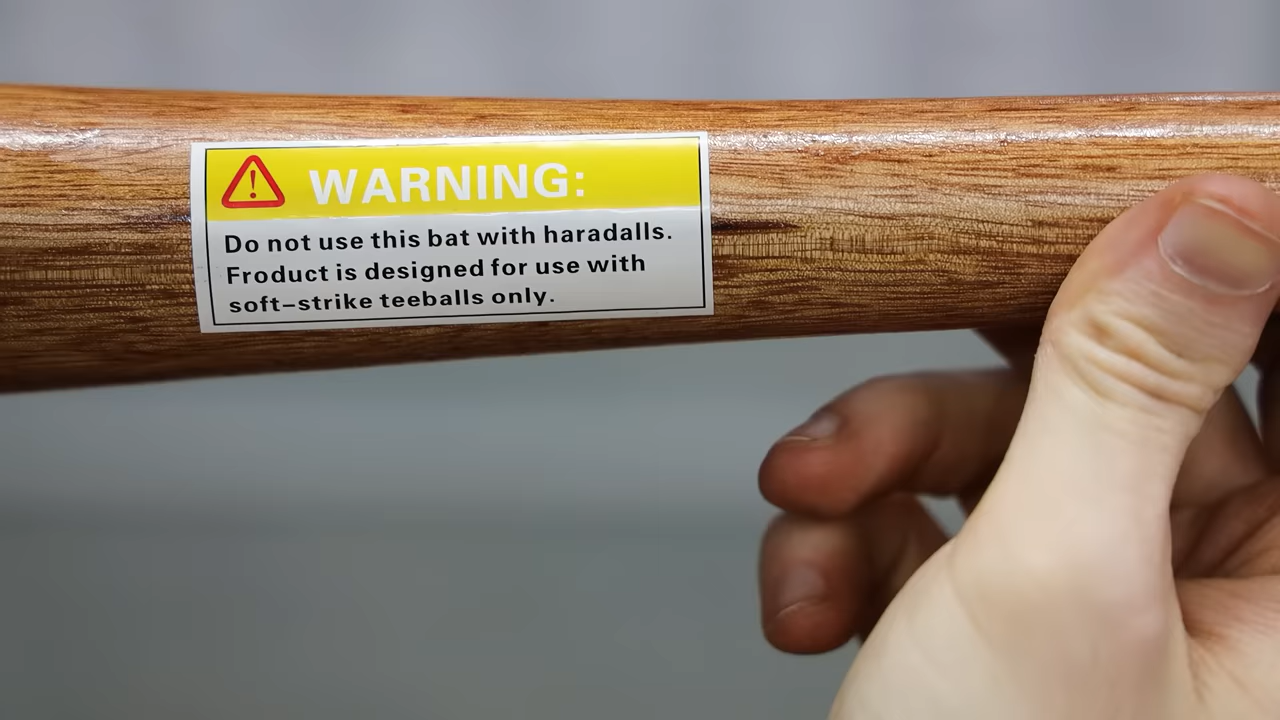 WARNING:
Do not use this bat with haradalls.
Froduct is designed for use with
soft-strike teeballs only.